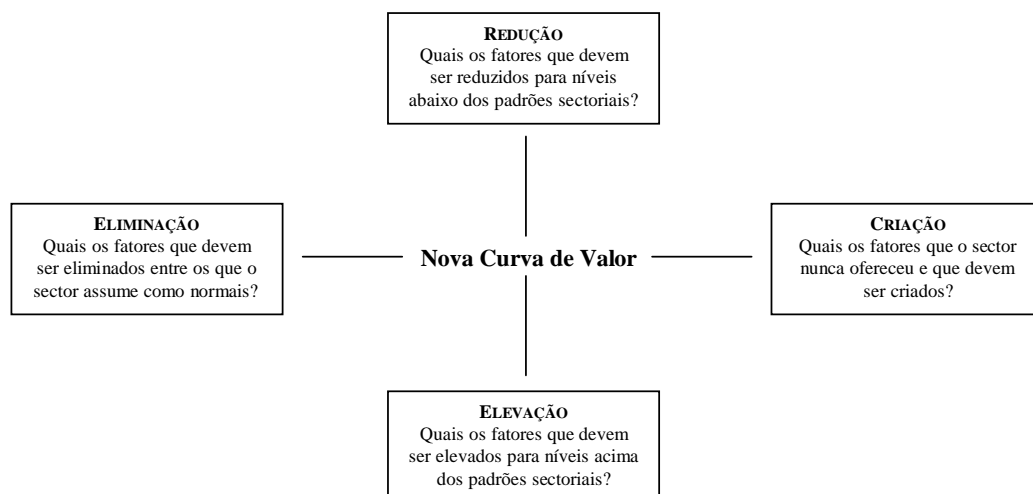 REDUÇÃO
Quais os fatores que devem
ser reduzidos para níveis
abaixo dos padrões sectoriais?
ELIMINAÇÃO
Quais os fatores que devem
ser eliminados entre os que o
sector assume como normais?
Nova Curva de Valor
CRIAÇÃO
Quais os fatores que o sector
nunca ofereceu e que devem
ser criados?
ELEVAÇÃO
Quais os fatores que devem
ser elevados para níveis acima
dos padrões sectoriais?